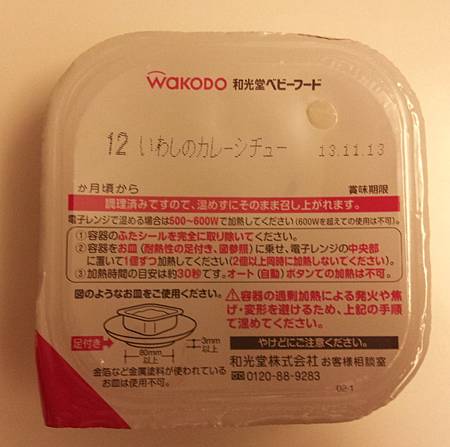 WAKODO 和光堂ベビーフード
12 いわしのカレーシチュー 13.11.13
か月頃から 賞味期限
調理済みですので、温めずにそのまま召し上がれます。
電子レンジで温める場合は500~600Wで加熱してください(600Wを超えての使用は不可)。
①容器のふたシールを完全に取り除いてください。
②容器をお皿(耐熱性の足付き、図参照)に乗せ、電子レンジの中央部
に置いて1個ずつ加熱してください(2個以上同時に加熱しないでください)。
③加熱時間の目安は約30秒です。オート(自動)ボタンでの加熱は不可。
図のようなお皿をご使用ください。
足付き
80mm
以上
3mm
以上
金箔など金属塗料が使われている
お皿は使用不可。
⚠容器の過剰加熱による発火や焦
げ・変形を避けるため、上記の手順
で温めてください。
やけどにご注意ください
和光堂株式会社 お客様相談室
0120-88-9283
02-1